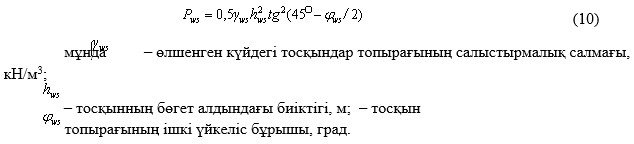 P_ws = 0,5γ_ws h²_ws tg²(45° − φ_ws / 2) (10)
мұнда γ_ws – өлшенген күйдегі тосқындар топырағының салыстырмалық салмағы,
кН/м³;
h_ws – тосқынның бөгет алдындағы биіктігі, м; – тосқын
φ_ws топырағының ішкі үйкеліс бұрышы, град.